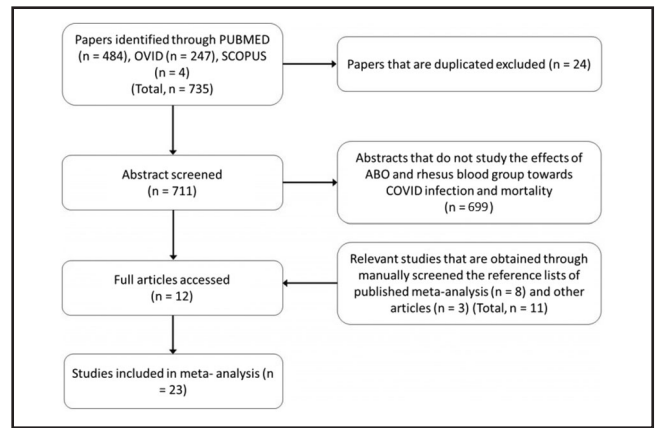 Papers identified through PUBMED
(n = 484), OVID (n = 247), SCOPUS
(n = 4)
(Total, n = 735)
Papers that are duplicated excluded (n = 24)
Abstract screened
(n = 711)
Abstracts that do not study the effects of
ABO and rhesus blood group towards
COVID infection and mortality
(n = 699)
Full articles accessed
(n = 12)
Relevant studies that are obtained through
manually screened the reference lists of
published meta-analysis (n = 8) and other
articles (n = 3) (Total, n = 11)
Studies included in meta- analysis (n
= 23)